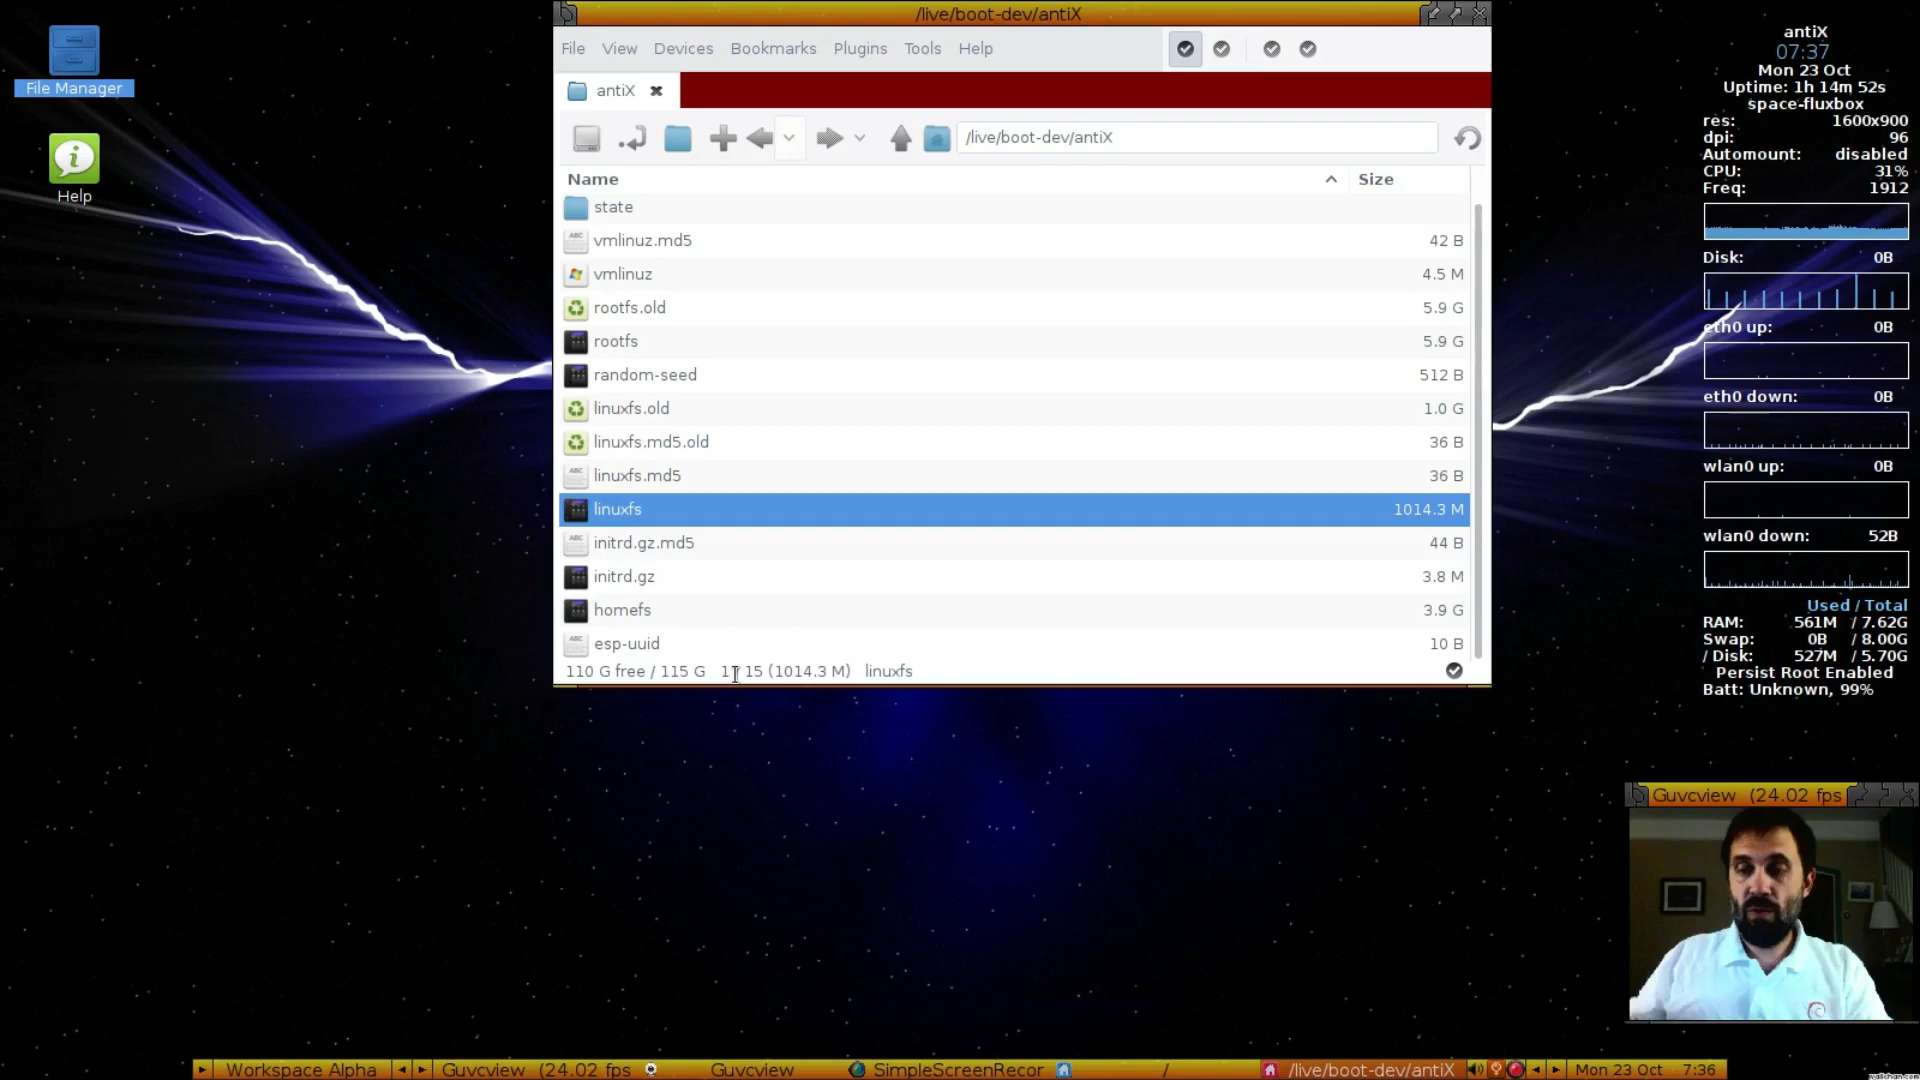 /live/boot-dev/antiX
File View Devices Bookmarks Plugins Tools Help
antiX
/live/boot-dev/antiX
Name Size
state
vmlinuz.md5 42 B
vmlinuz 4.5 M
rootfs.old 5.9 G
rootfs 5.9 G
random-seed 512 B
linuxfs.old 1.0 G
linuxfs.md5.old 36 B
linuxfs.md5 36 B
linuxfs 1014.3 M
initrd.gz.md5 44 B
initrd.gz 3.8 M
homefs 3.9 G
esp-uuid 10 B
110 G free / 115 G 15 (1014.3 M) linuxfs
File Manager
Help
antiX
07:37
Mon 23 Oct
Uptime: 1h 14m 52s
space-fluxbox
res: 1600x900
dpi: 96
Automount: disabled
CPU: 31%
Freq: 1912
Disk: 0B
eth0 up: 0B
eth0 down: 0B
wlan0 up: 0B
wlan0 down: 52B
Used / Total
RAM: 561M / 7.62G
Swap: 0B / 8.00G
/ Disk: 527M / 5.70G
Persist Root Enabled
Batt: Unknown, 99%
Guvcview (24.02 fps
Workspace Alpha Guvcview (24.02 fps Guvcview SimpleScreenRecor / /live/boot-dev/antiX Mon 23 Oct 7:36